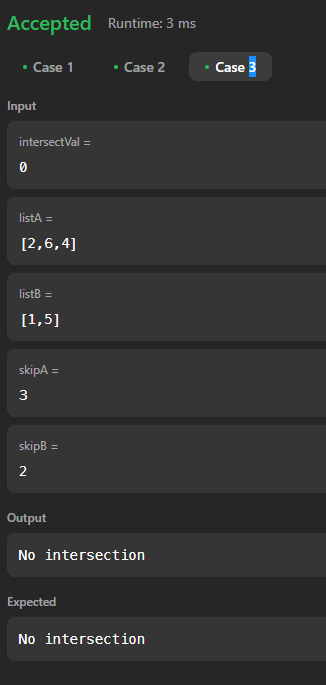 Accepted Runtime: 3 ms
• Case 1 • Case 2 • Case 3
Input
intersectVal =
0
listA =
[2,6,4]
listB =
[1,5]
skipA =
3
skipB =
2
Output
No intersection
Expected
No intersection